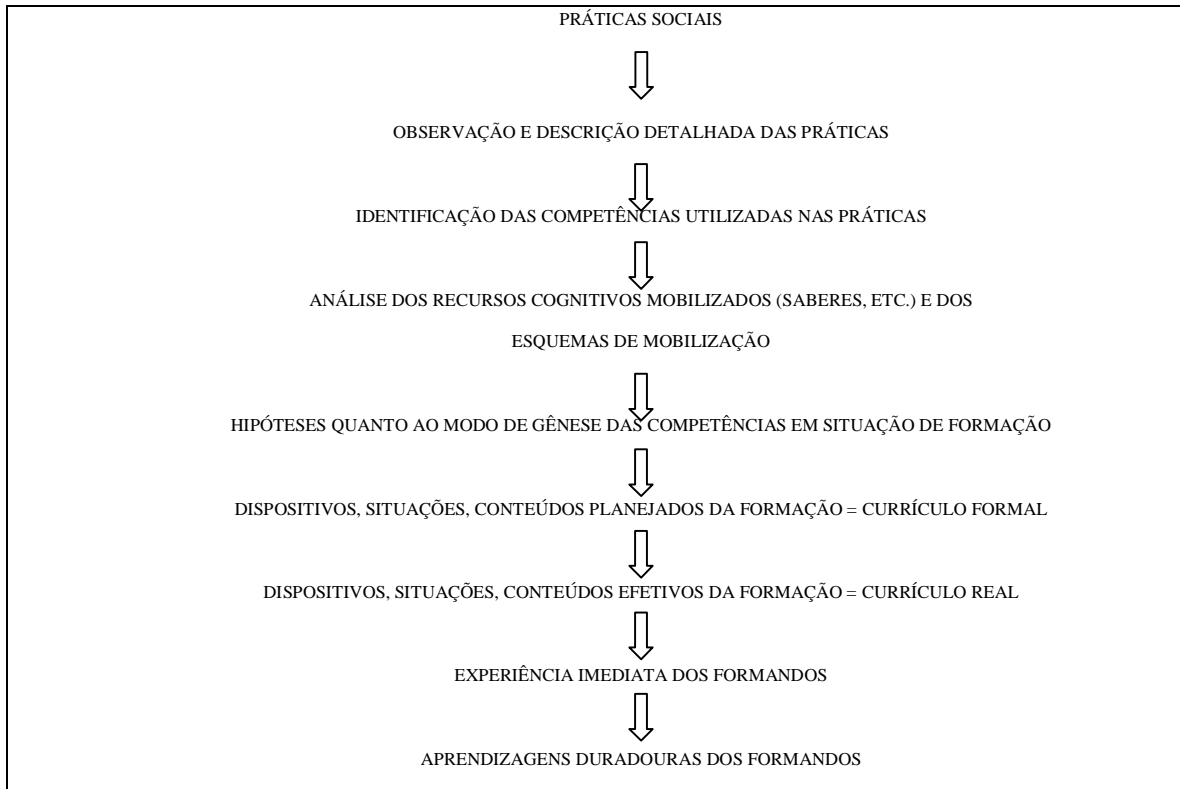 PRÁTICAS SOCIAIS
OBSERVAÇÃO E DESCRIÇÃO DETALHADA DAS PRÁTICAS
IDENTIFICAÇÃO DAS COMPETÊNCIAS UTILIZADAS NAS PRÁTICAS
ANÁLISE DOS RECURSOS COGNITIVOS MOBILIZADOS (SABERES, ETC.) E DOS
ESQUEMAS DE MOBILIZAÇÃO
HIPÓTESES QUANTO AO MODO DE GÊNESE DAS COMPETÊNCIAS EM SITUAÇÃO DE FORMAÇÃO
DISPOSITIVOS, SITUAÇÕES, CONTEÚDOS PLANEJADOS DA FORMAÇÃO = CURRÍCULO FORMAL
DISPOSITIVOS, SITUAÇÕES, CONTEÚDOS EFETIVOS DA FORMAÇÃO = CURRÍCULO REAL
EXPERIÊNCIA IMEDIATA DOS FORMANDOS
APRENDIZAGENS DURADOURAS DOS FORMANDOS